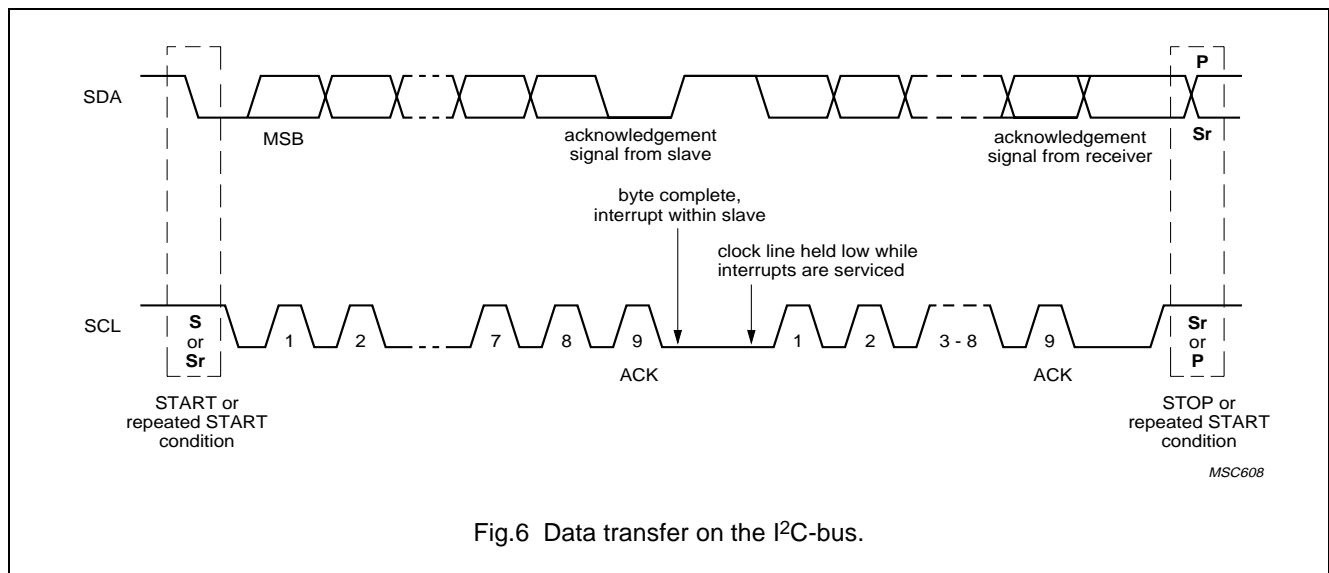 P
SDA
MSB
acknowledgement
signal from slave
acknowledgement
signal from receiver
Sr
byte complete,
interrupt within slave
clock line held low while
interrupts are serviced
SCL
S
or
Sr
1
2
7
8
9
1
2
3 - 8
9
Sr
or
P
ACK
ACK
START or
repeated START
condition
STOP or
repeated START
condition
MSC608
Fig.6 Data transfer on the I²C-bus.